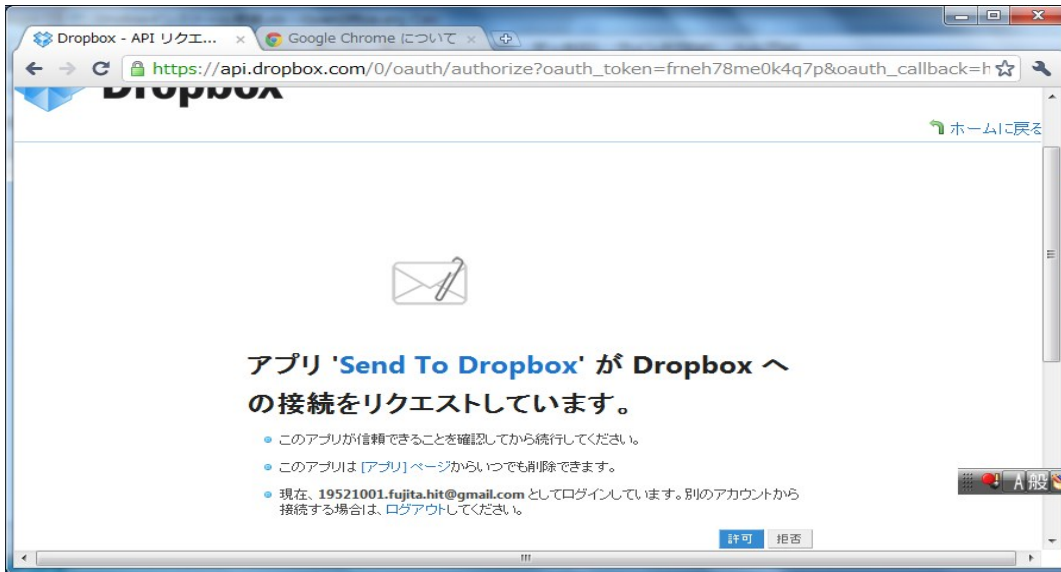 Dropbox - API リクエ...
Google Chrome について
https://api.dropbox.com/0/oauth/authorize?oauth_token=frneh78me0k4q7p&oauth_callback=h
Dropbox
ホームに戻る
アプリ 'Send To Dropbox' が Dropbox へ
の接続をリクエストしています。
このアプリが信頼できることを確認してから続行してください。
このアプリは [アプリ] ページからいつでも削除できます。
現在、19521001.fujita.hit@gmail.com としてログインしています。別のアカウントから
接続する場合は、ログアウトしてください。
A 般
許可 拒否